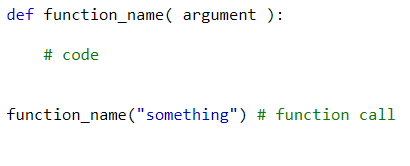 def function_name( argument ):
    # code
function_name("something") # function call